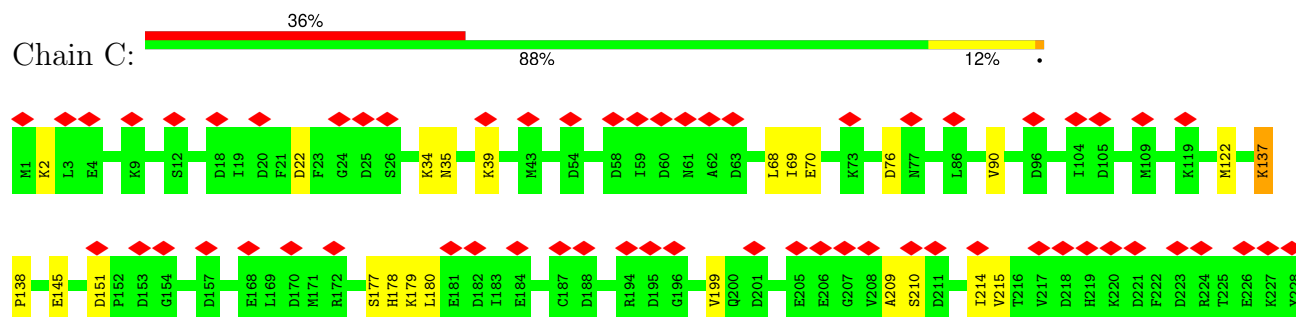 36%
Chain C:
88% 12% •
M1 K2 L3 E4 K9 S12 D18 I19 D20 F21 D22 F23 G24 D25 S26 K34 N35 K39 M43 D54 D58 I59 D60 N61 A62 D63 L68 I69 E70 K73 D76 N77 L86 V90 D96 I104 D105 M109 K119 M122 K137
P138 E145 D151 P152 D153 G154 D157 E168 L169 D170 M171 R172 S177 H178 K179 L180 E181 D182 I183 E184 C187 D188 R194 D195 G196 V199 Q200 D201 E205 E206 G207 V208 A209 S210 D211 I214 V215 T216 V217 D218 H219 K220 D221 F222 D223 R224 T225 E226 K227